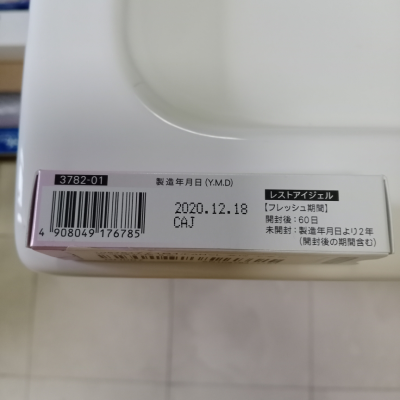 3782-01
4 908049 176785
製造年月日(Y.M.D)
2020.12.18
CAJ
レストアイジェル
【フレッシュ期間】
開封後:60日
未開封:製造年月日より2年
(開封後の期間含む)